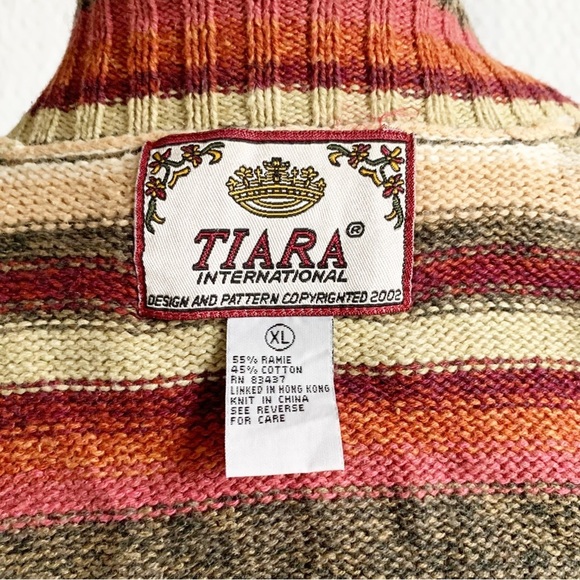 TIARA®
INTERNATIONAL
DESIGN AND PATTERN COPYRIGHTED 2002
XL
55% RAMIE
45% COTTON
RN 83437
LINKED IN HONG KONG
KNIT IN CHINA
SEE REVERSE
FOR CARE